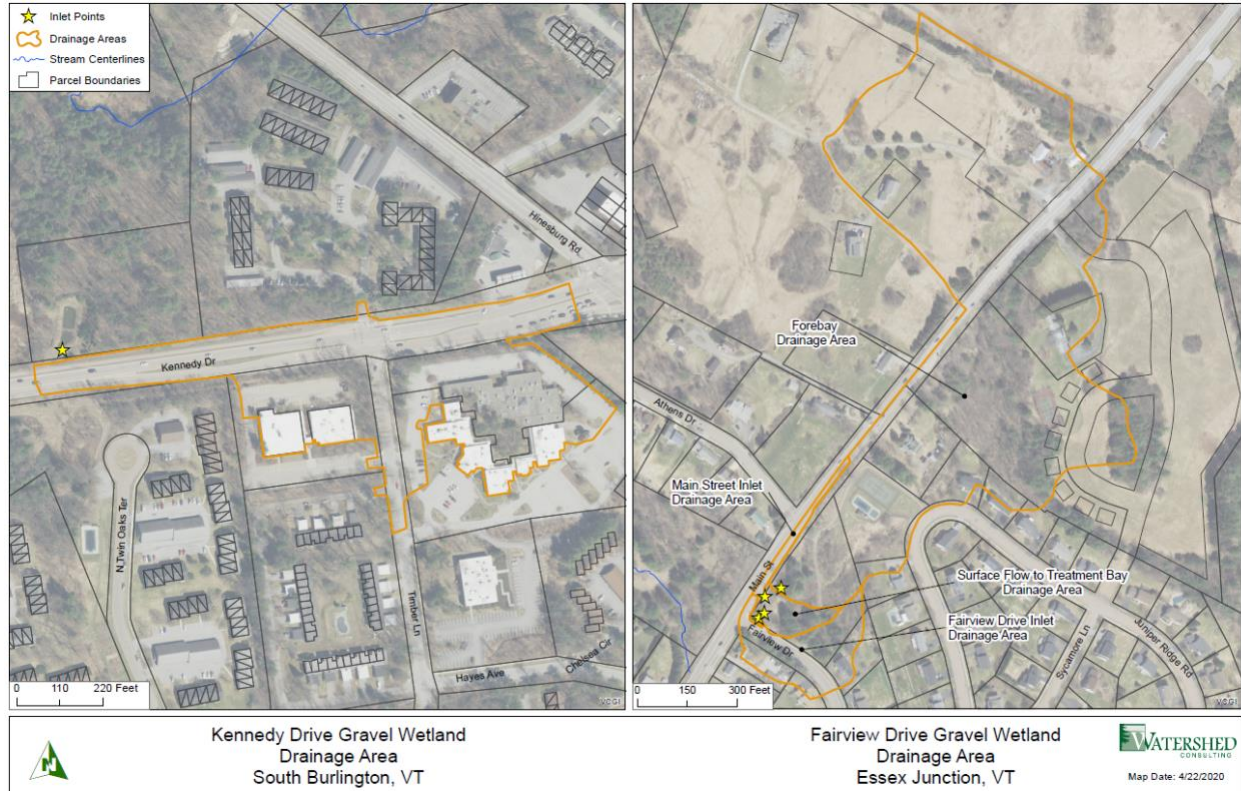 Inlet Points
Drainage Areas
Stream Centerlines
Parcel Boundaries
Hinesburg Rd
Kennedy Dr
N Twin Oaks Ter
Timber Ln
Hayes Ave
Chelsea Cir
0 110 220 Feet
VCGI
Forebay
Drainage Area
Athens Dr
Main Street Inlet
Drainage Area
Main St
Surface Flow to Treatment Bay
Drainage Area
Fairview Drive Inlet
Drainage Area
Fairview Dr
Sycamore Ln
Juniper Ridge Rd
0 150 300 Feet
VCGI
N
Kennedy Drive Gravel Wetland
Drainage Area
South Burlington, VT
Fairview Drive Gravel Wetland
Drainage Area
Essex Junction, VT
WATERSHED
CONSULTING
Map Date: 4/22/2020